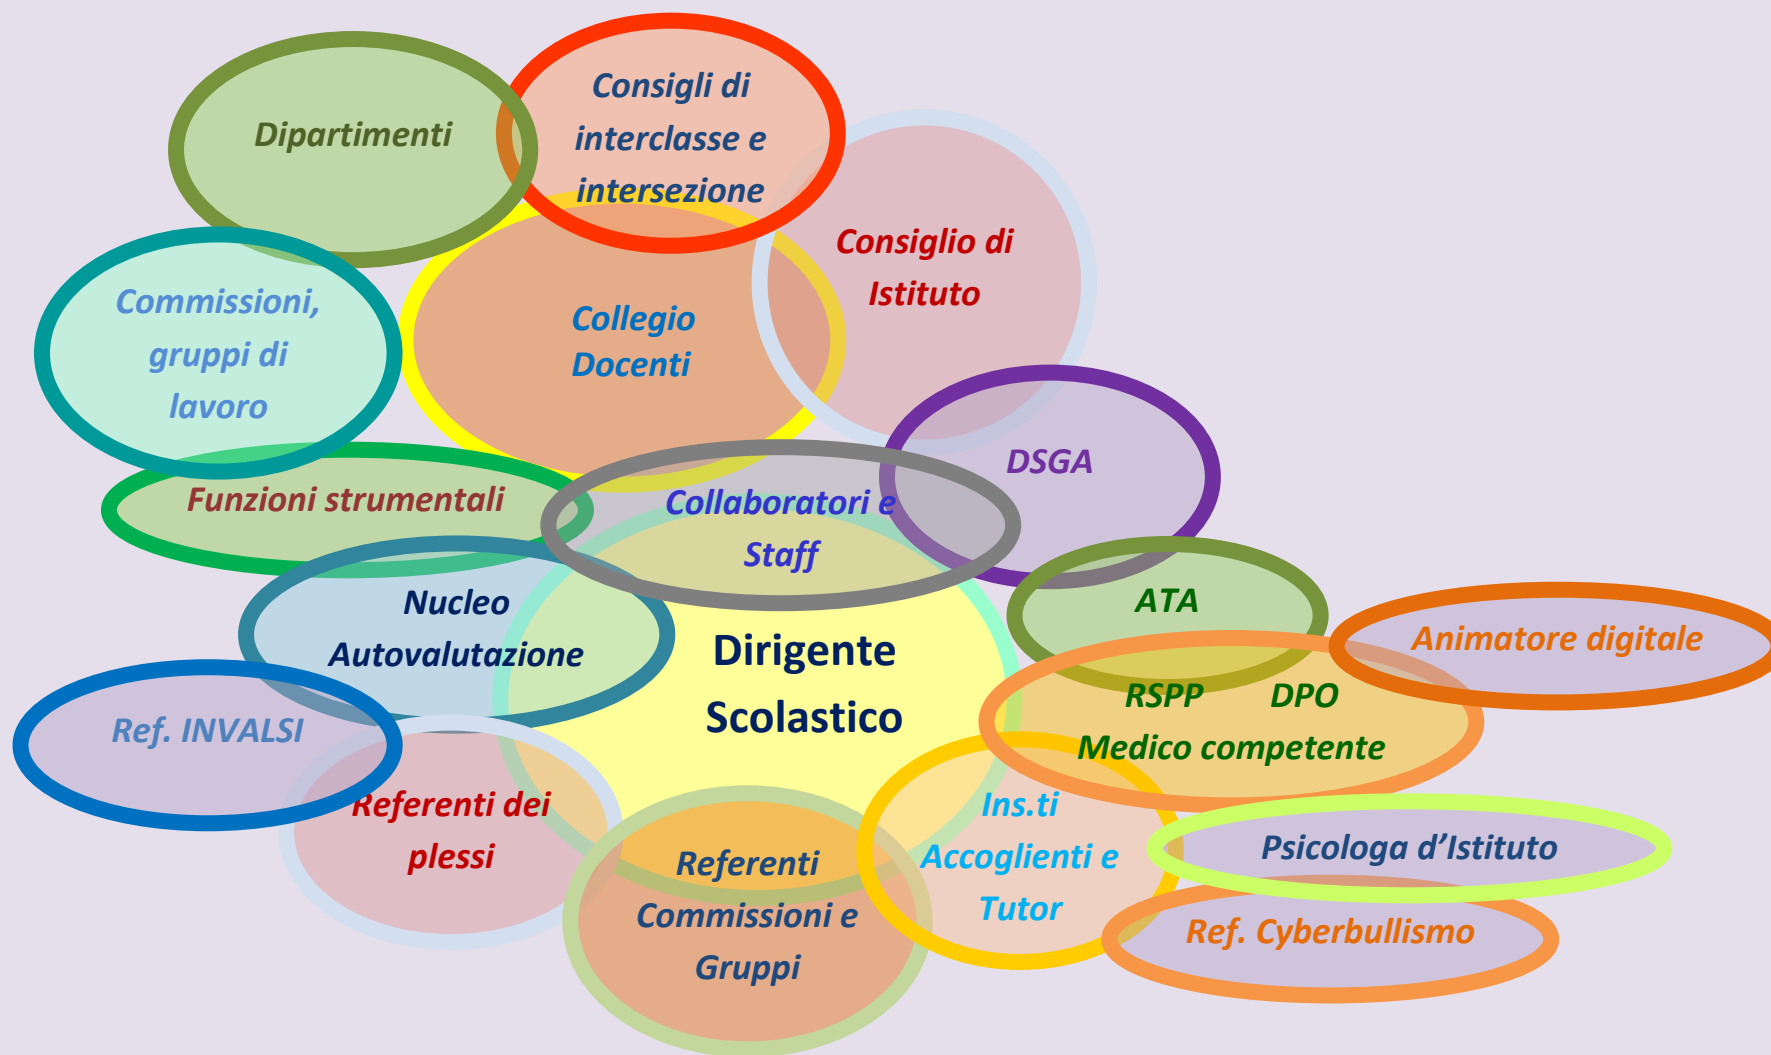 Dipartimenti
Consigli di
interclasse e
intersezione
Consiglio di
Istituto
Commissioni,
gruppi di
lavoro
Collegio
Docenti
DSGA
Funzioni strumentali
Collaboratori e
Staff
Nucleo
Autovalutazione
ATA
Animatore digitale
Dirigente
Scolastico
RSPP DPO
Medico competente
Ref. INVALSI
Referenti dei
plessi
Referenti
Commissioni e
Gruppi
Ins.ti
Accoglienti e
Tutor
Psicologa d’Istituto
Ref. Cyberbullismo